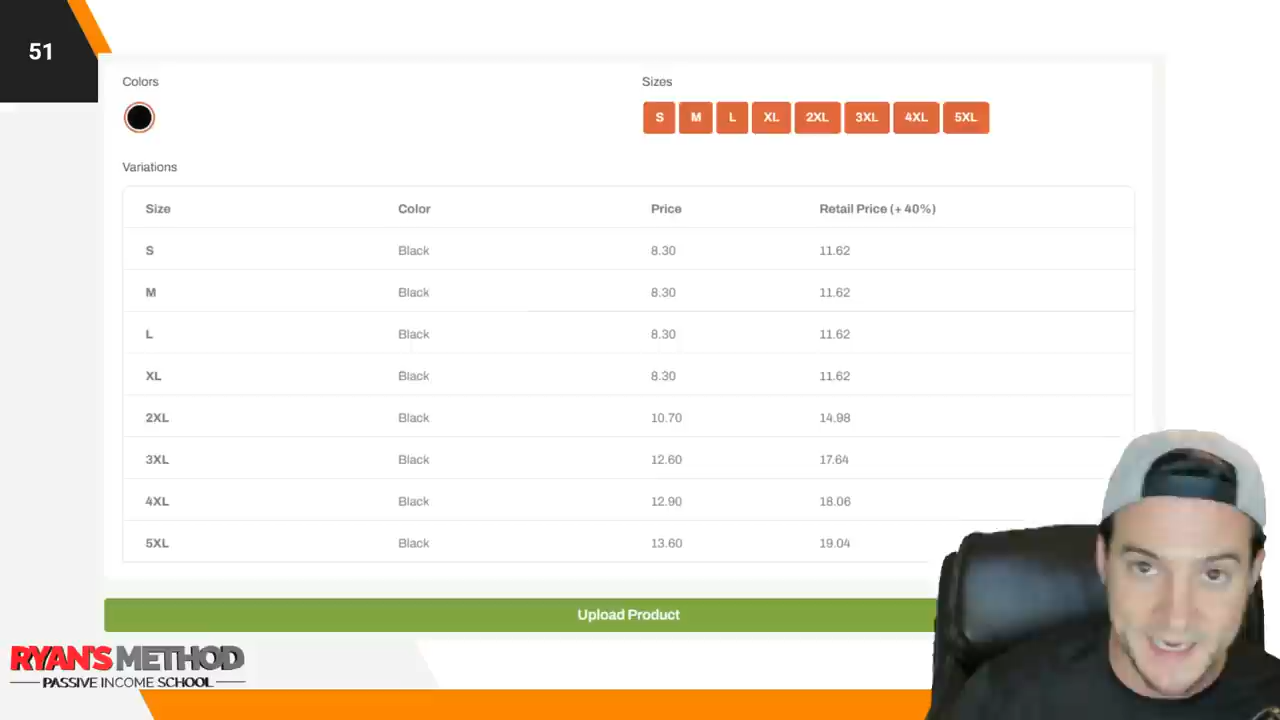 51
Colors
Sizes
S M L XL 2XL 3XL 4XL 5XL
Variations
Size Color Price Retail Price (+ 40%)
S Black 8.30 11.62
M Black 8.30 11.62
L Black 8.30 11.62
XL Black 8.30 11.62
2XL Black 10.70 14.98
3XL Black 12.60 17.64
4XL Black 12.90 18.06
5XL Black 13.60 19.04
Upload Product
RYAN'S METHOD
PASSIVE INCOME SCHOOL